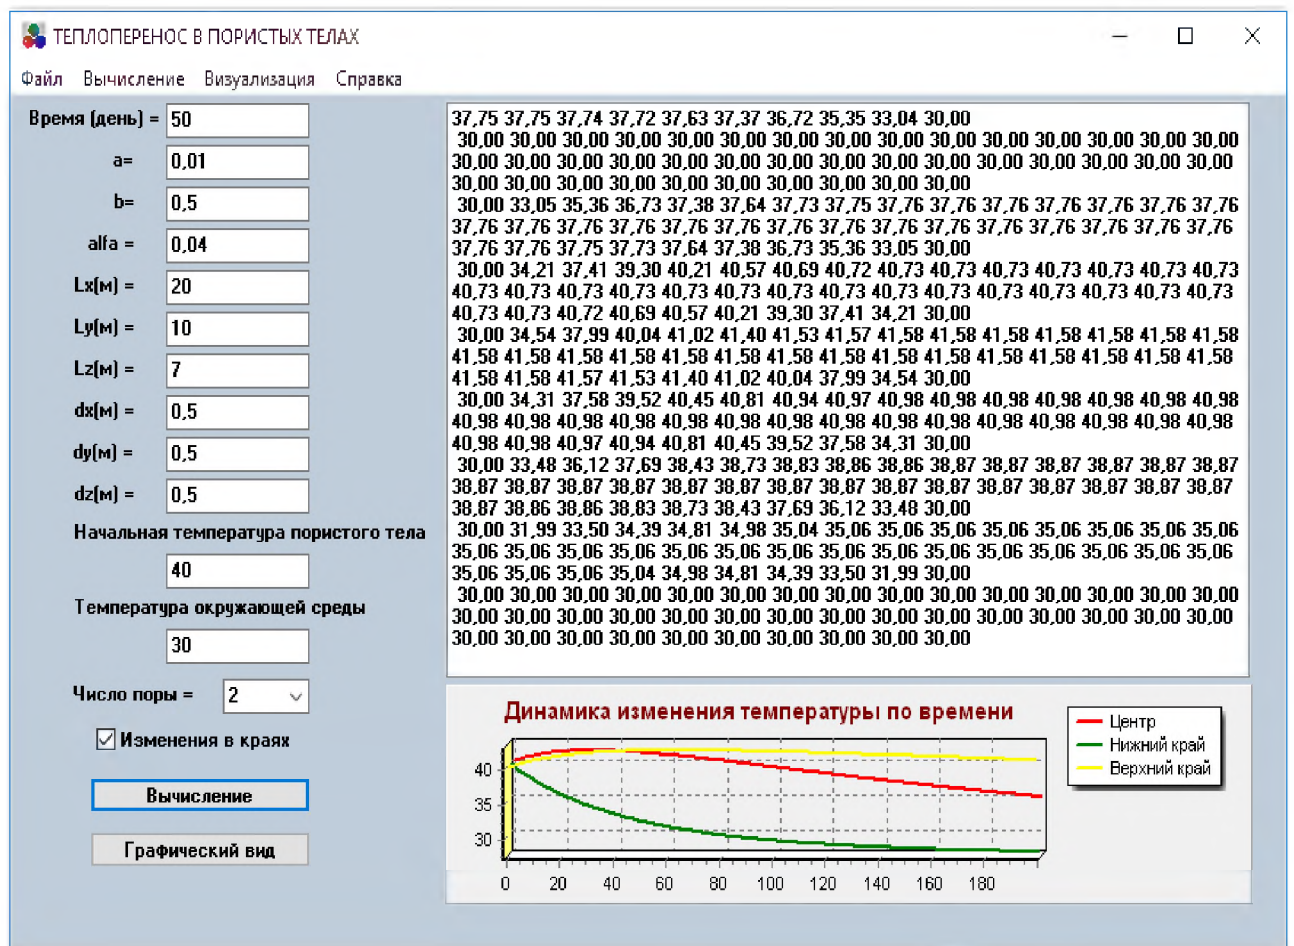 ТЕПЛОПЕРЕНОС В ПОРИСТЫХ ТЕЛАХ
Файл Вычисление Визуализация Справка
Время (день) = 50
a= 0,01
b= 0,5
alfa = 0,04
Lx(м) = 20
Ly(м) = 10
Lz(м) = 7
dx(м) = 0,5
dy(м) = 0,5
dz(м) = 0,5
Начальная температура пористого тела
40
Температура окружающей среды
30
Число поры = 2
Изменения в краях
Вычисление
Графический вид
37,75 37,75 37,74 37,72 37,63 37,37 36,72 35,35 33,04 30,00
30,00 30,00 30,00 30,00 30,00 30,00 30,00 30,00 30,00 30,00 30,00 30,00 30,00 30,00 30,00
30,00 30,00 30,00 30,00 30,00 30,00 30,00 30,00 30,00 30,00 30,00 30,00 30,00 30,00 30,00
30,00 30,00 30,00 30,00 30,00 30,00 30,00 30,00 30,00 30,00
30,00 33,05 35,36 36,73 37,38 37,64 37,73 37,75 37,76 37,76 37,76 37,76 37,76 37,76 37,76
37,76 37,76 37,76 37,76 37,76 37,76 37,76 37,76 37,76 37,76 37,76 37,76 37,76 37,76 37,76
37,76 37,76 37,75 37,73 37,64 37,38 36,73 35,36 33,05 30,00
30,00 34,21 37,41 39,30 40,21 40,57 40,69 40,72 40,73 40,73 40,73 40,73 40,73 40,73 40,73
40,73 40,73 40,73 40,73 40,73 40,73 40,73 40,73 40,73 40,73 40,73 40,73 40,73 40,73 40,73
40,73 40,73 40,72 40,69 40,57 40,21 39,30 37,41 34,21 30,00
30,00 34,54 37,99 40,04 41,02 41,40 41,53 41,57 41,58 41,58 41,58 41,58 41,58 41,58 41,58
41,58 41,58 41,58 41,58 41,58 41,58 41,58 41,58 41,58 41,58 41,58 41,58 41,58 41,58 41,58
41,58 41,58 41,57 41,53 41,40 41,02 40,04 37,99 34,54 30,00
30,00 34,31 37,58 39,52 40,45 40,81 40,94 40,97 40,98 40,98 40,98 40,98 40,98 40,98 40,98
40,98 40,98 40,98 40,98 40,98 40,98 40,98 40,98 40,98 40,98 40,98 40,98 40,98 40,98 40,98
40,98 40,98 40,97 40,94 40,81 40,45 39,52 37,58 34,31 30,00
30,00 33,48 36,12 37,69 38,43 38,73 38,83 38,86 38,86 38,87 38,87 38,87 38,87 38,87 38,87
38,87 38,87 38,87 38,87 38,87 38,87 38,87 38,87 38,87 38,87 38,87 38,87 38,87 38,87 38,87
38,87 38,86 38,86 38,83 38,73 38,43 37,69 36,12 33,48 30,00
30,00 31,99 33,50 34,39 34,81 34,98 35,04 35,06 35,06 35,06 35,06 35,06 35,06 35,06 35,06
35,06 35,06 35,06 35,06 35,06 35,06 35,06 35,06 35,06 35,06 35,06 35,06 35,06 35,06 35,06
35,06 35,06 35,06 35,04 34,98 34,81 34,39 33,50 31,99 30,00
30,00 30,00 30,00 30,00 30,00 30,00 30,00 30,00 30,00 30,00 30,00 30,00 30,00 30,00 30,00
30,00 30,00 30,00 30,00 30,00 30,00 30,00 30,00 30,00 30,00 30,00 30,00 30,00 30,00 30,00
30,00 30,00 30,00 30,00 30,00 30,00 30,00 30,00 30,00 30,00
Динамика изменения температуры по времени
Центр
Нижний край
Верхний край
40
35
30
0 20 40 60 80 100 120 140 160 180